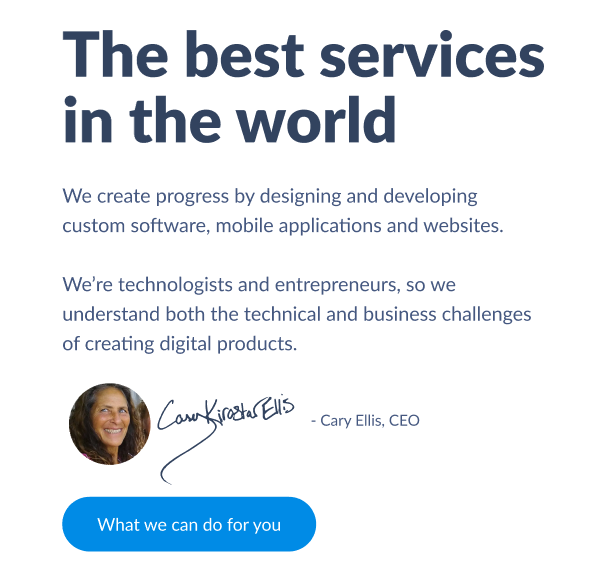 The best services
in the world
We create progress by designing and developing
custom software, mobile applications and websites.
We’re technologists and entrepreneurs, so we
understand both the technical and business challenges
of creating digital products.
Ellis - Cary Ellis, CEO
What we can do for you